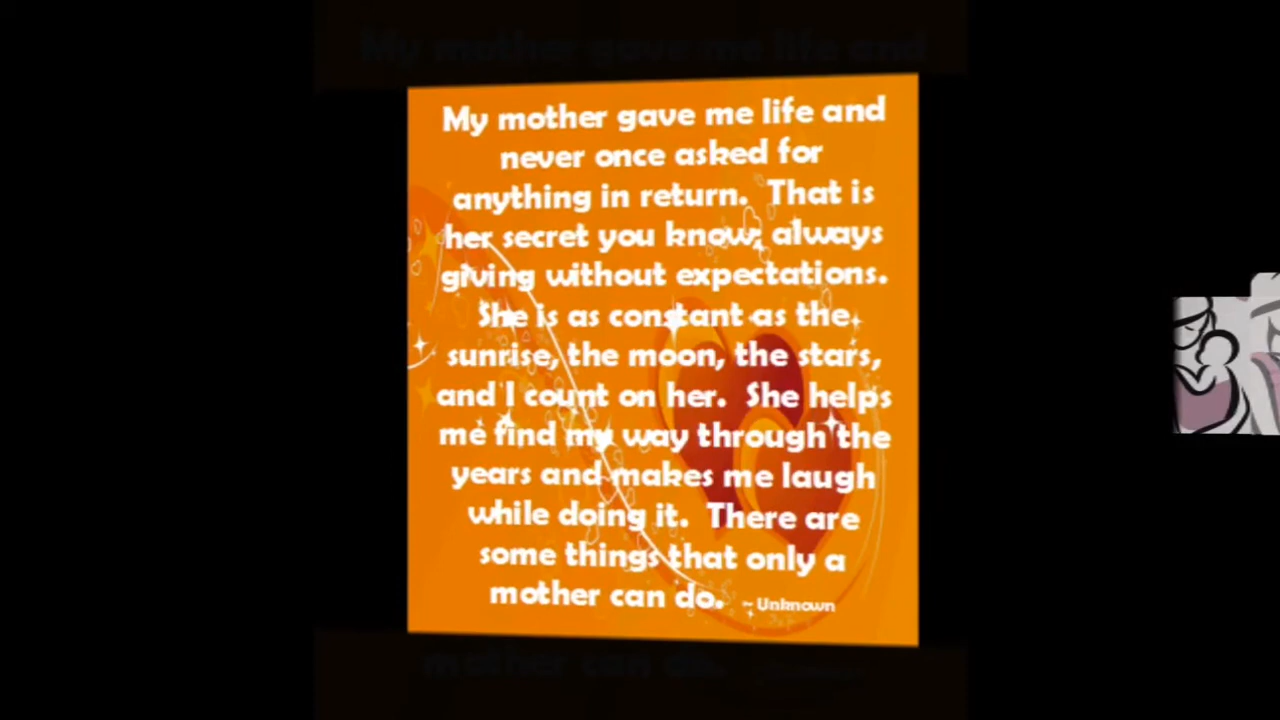 My mother gave me life and
never once asked for
anything in return. That is
her secret you know; always
giving without expectations.
She is as constant as the
sunrise, the moon, the stars,
and I count on her. She helps
me find my way through the
years and makes me laugh
while doing it. There are
some things that only a
mother can do. ~ Unknown